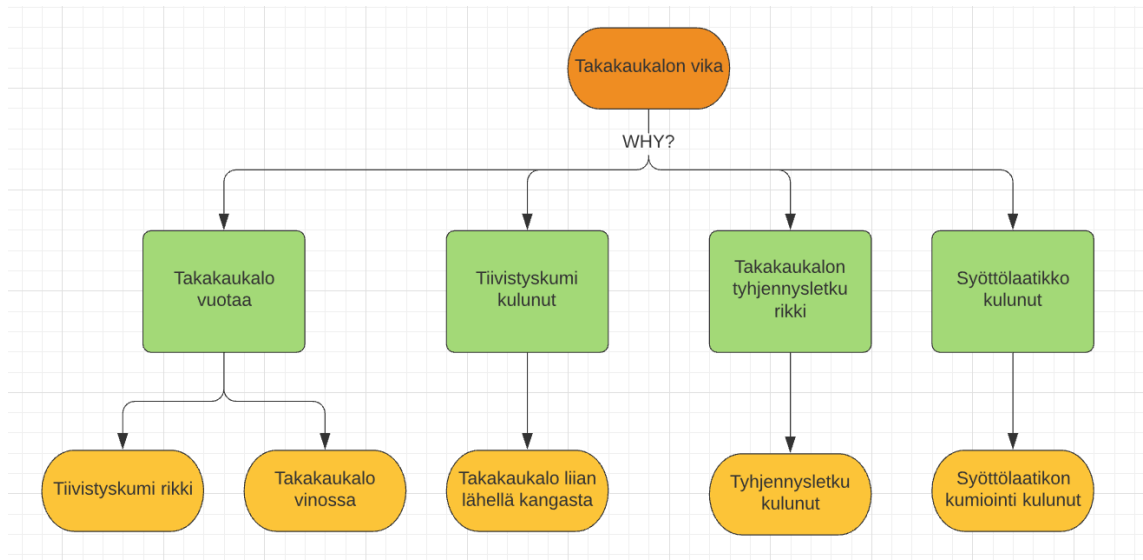 Takakaukalon vika
WHY?
Takakaukalo
vuotaa
Tiivistyskumi
kulunut
Takakaukalon
tyhjennysletku
rikki
Syöttölaatikko
kulunut
Tiivistyskumi rikki
Takakaukalo
vinossa
Takakaukalo liian
lähellä kangasta
Tyhjennysletku
kulunut
Syöttölaatikon
kumiointi kulunut